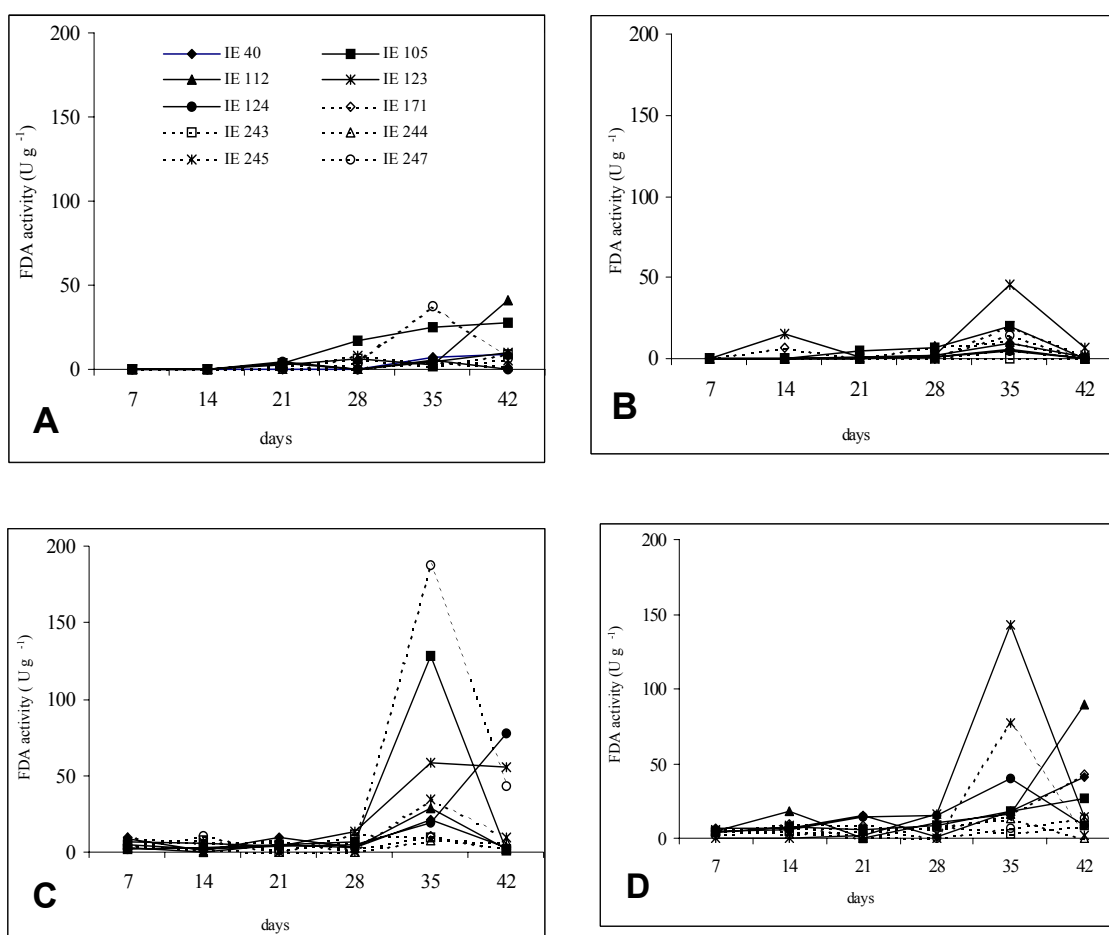 200
150
100
50
0
FDA activity (U g⁻¹)
IE 40
IE 105
IE 112
IE 123
IE 124
IE 171
IE 243
IE 244
IE 245
IE 247
7 14 21 28 35 42
days
A
200
150
100
50
0
FDA activity (U g⁻¹)
7 14 21 28 35 42
days
B
200
150
100
50
0
FDA activity ( U g⁻¹)
7 14 21 28 35 42
days
C
200
150
100
50
0
FDA activity (U g⁻¹)
7 14 21 28 35 42
days
D